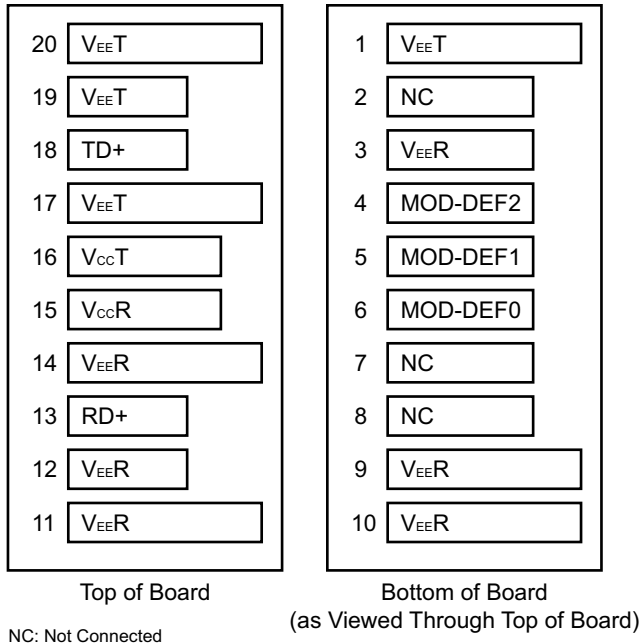 20 VEET
19 VEET
18 TD+
17 VEET
16 VCCT
15 VCCR
14 VEER
13 RD+
12 VEER
11 VEER
Top of Board
1 VEET
2 NC
3 VEER
4 MOD-DEF2
5 MOD-DEF1
6 MOD-DEF0
7 NC
8 NC
9 VEER
10 VEER
Bottom of Board
(as Viewed Through Top of Board)
NC: Not Connected